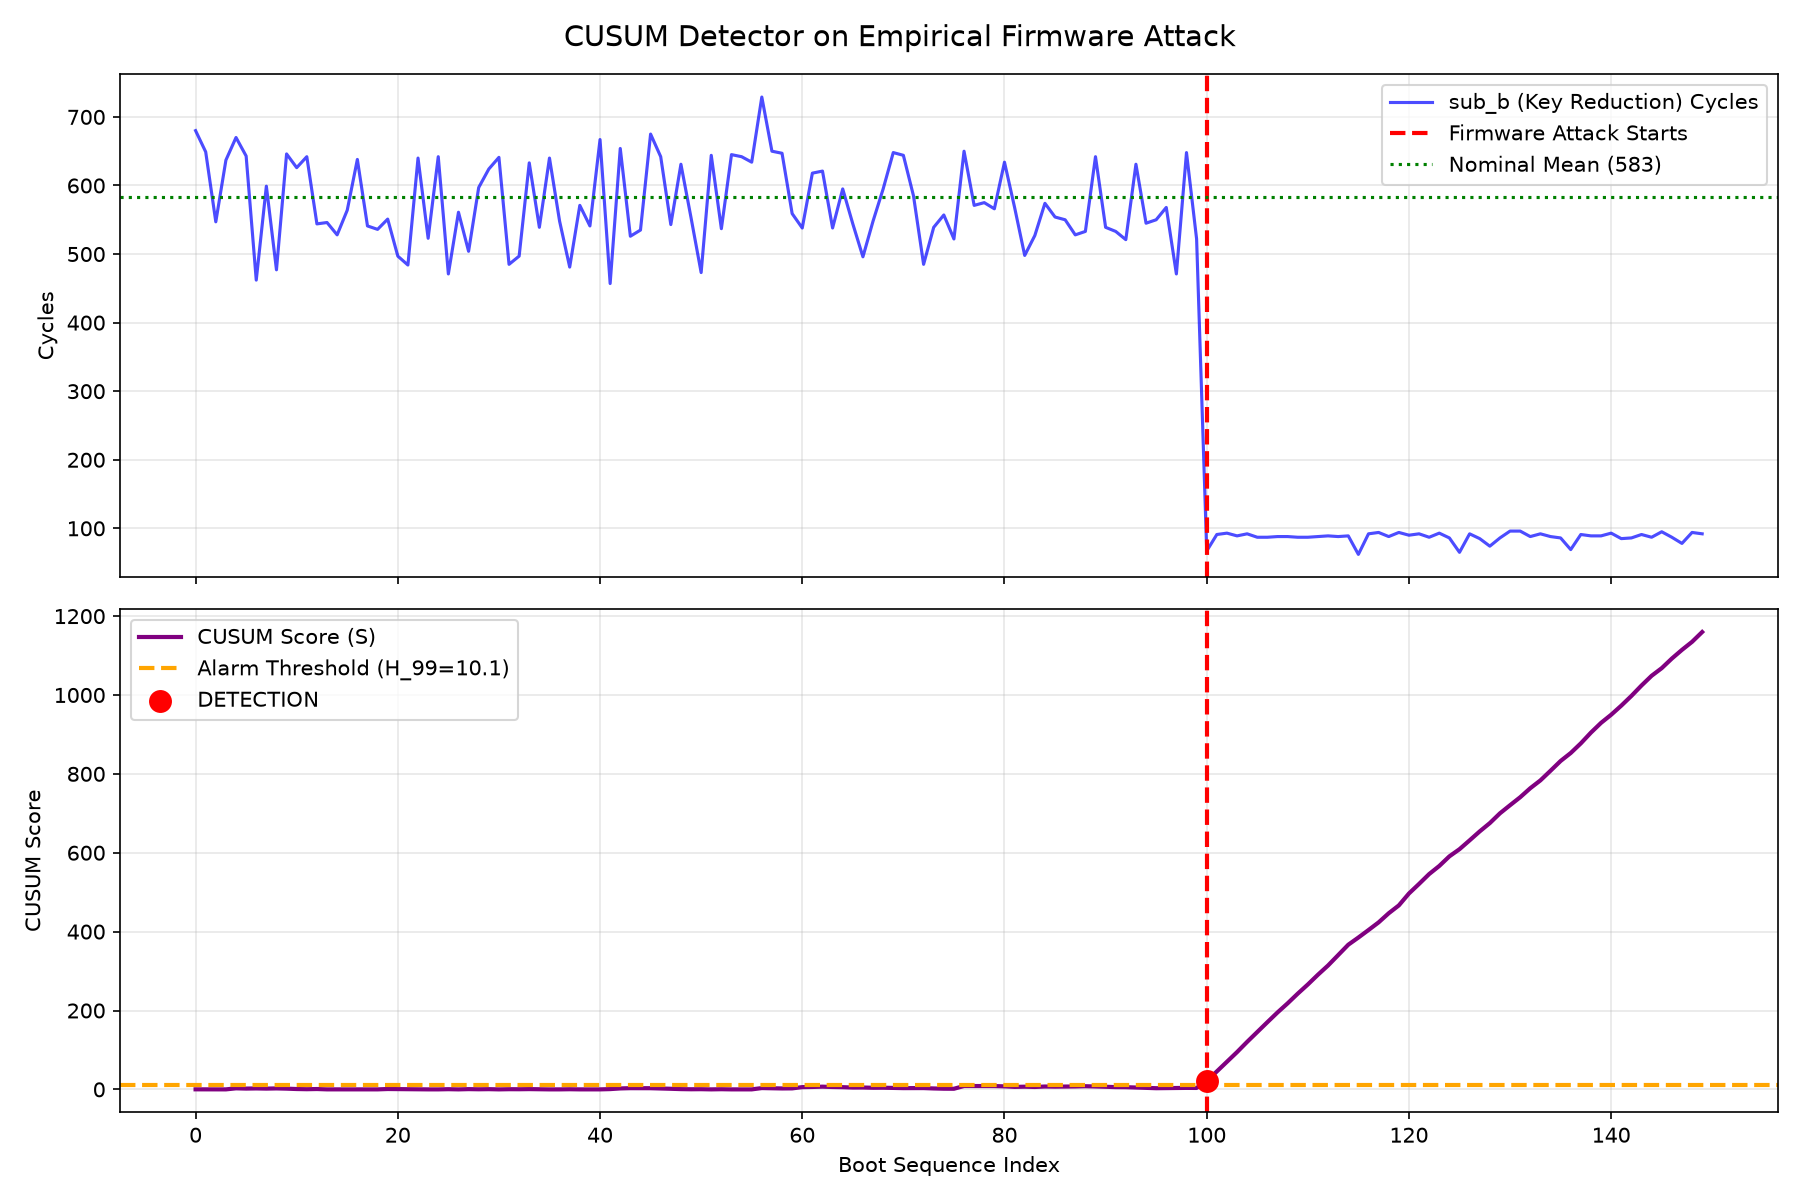 CUSUM Detector on Empirical Firmware Attack
sub_b (Key Reduction) Cycles
Firmware Attack Starts
Nominal Mean (583)
700
600
500
400
300
200
100
Cycles
CUSUM Score (S)
Alarm Threshold (H_99=10.1)
DETECTION
1200
1000
800
600
400
200
0
CUSUM Score
0 20 40 60 80 100 120 140
Boot Sequence Index